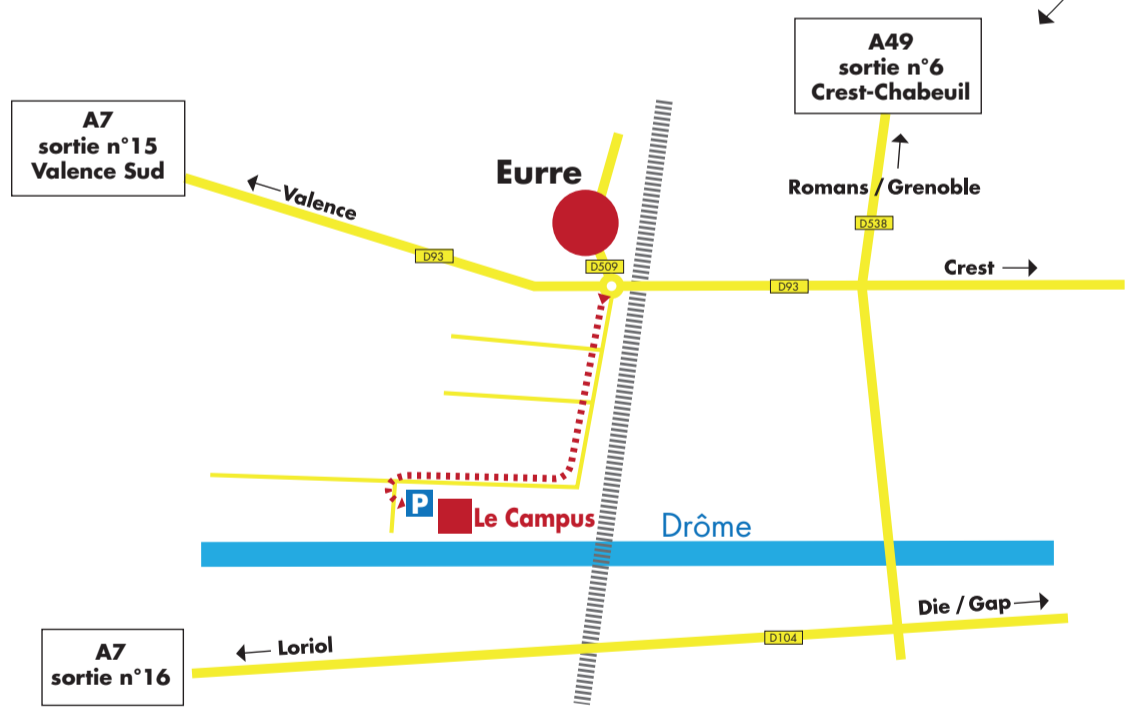 A49
sortie n°6
Crest-Chabeuil
A7
sortie n°15
Valence Sud
Eurre
Valence
Romans / Grenoble
D538
D93
D509
Crest
D93
P
Le Campus
Drôme
Die / Gap
D104
Loriol
A7
sortie n°16